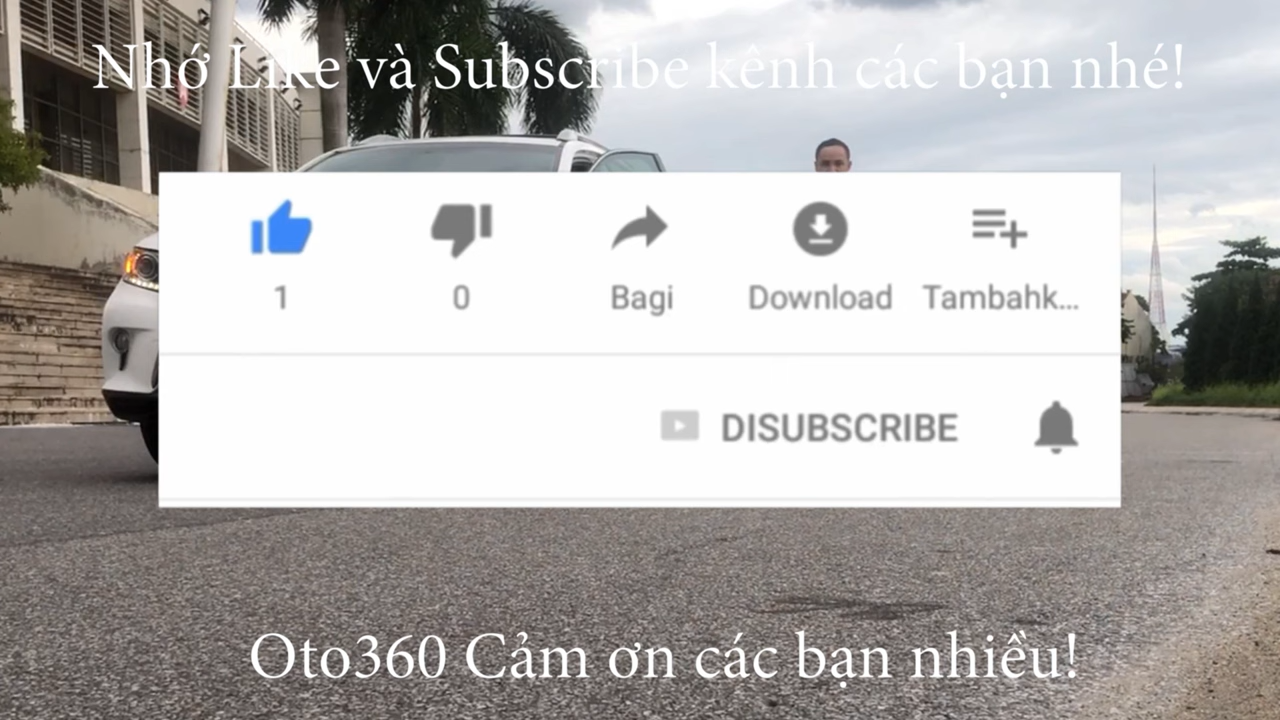 Nhớ Like và Subscribe kênh các bạn nhé!
1 0 Bagi Download Tambahk...
DISUBSCRIBE
Oto360 Cảm ơn các bạn nhiều!